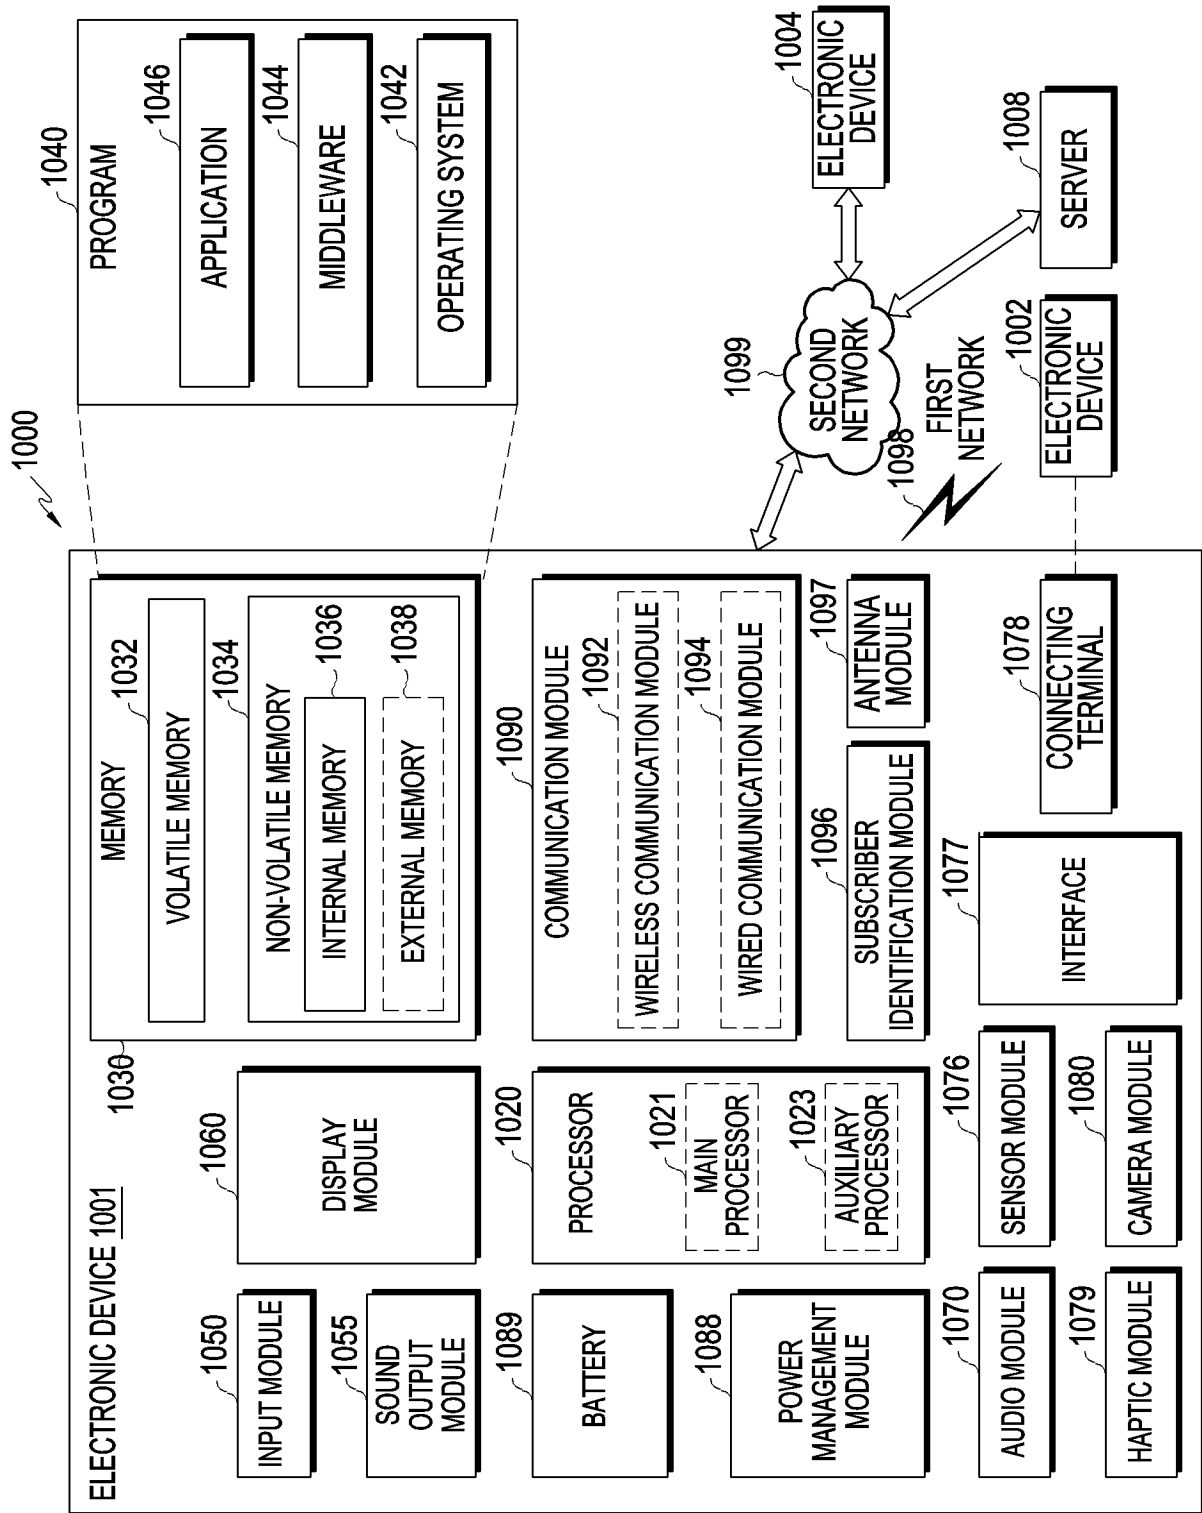 1000
ELECTRONIC DEVICE 1001
1050
INPUT MODULE
1055
SOUND
OUTPUT
MODULE
1089
BATTERY
1088
POWER
MANAGEMENT
MODULE
1070
AUDIO MODULE
1079
HAPTIC MODULE
1060
DISPLAY
MODULE
1020
PROCESSOR
1021
MAIN
PROCESSOR
1023
AUXILIARY
PROCESSOR
1076
SENSOR MODULE
1080
CAMERA MODULE
1030
MEMORY
1032
VOLATILE MEMORY
1034
NON-VOLATILE MEMORY
1036
INTERNAL MEMORY
1038
EXTERNAL MEMORY
1090
COMMUNICATION MODULE
1092
WIRELESS COMMUNICATION MODULE
1094
WIRED COMMUNICATION MODULE
1096
SUBSCRIBER
IDENTIFICATION MODULE
1097
ANTENNA
MODULE
1077
INTERFACE
1078
CONNECTING
TERMINAL
1040
PROGRAM
1046
APPLICATION
1044
MIDDLEWARE
1042
OPERATING SYSTEM
1099
SECOND
NETWORK
1098
FIRST
NETWORK
1004
ELECTRONIC
DEVICE
1002
ELECTRONIC
DEVICE
1008
SERVER